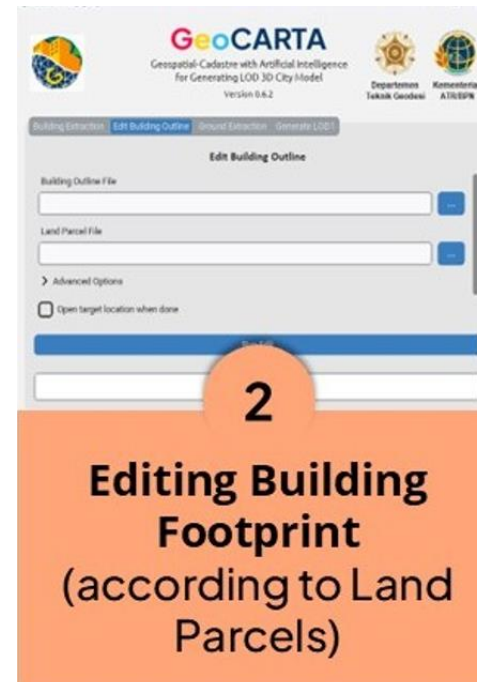 GeoCARTA
Geospatial-Cadastre with Artificial Intelligence
for Generating LOD 3D City Model
Version 0.6.2
Departemen
Teknik Geodesi
Kementeria
ATR/BPN
Building Extraction Edit Building Outline Ground Extraction Generate LOD1
Edit Building Outline
Building Outline File
...
Land Parcel File
...
> Advanced Options
Open target location when done
2
Editing Building
Footprint
(according to Land
Parcels)